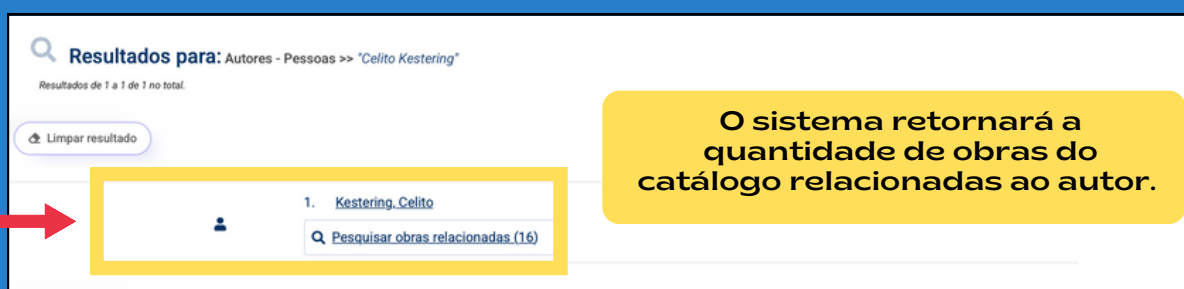 Resultados para: Autores - Pessoas >> "Celito Kestering"
Resultados de 1 a 1 de 1 no total.
Limpar resultado
O sistema retornará a
quantidade de obras do
catálogo relacionadas ao autor.
1. Kestering, Celito
Pesquisar obras relacionadas (16)